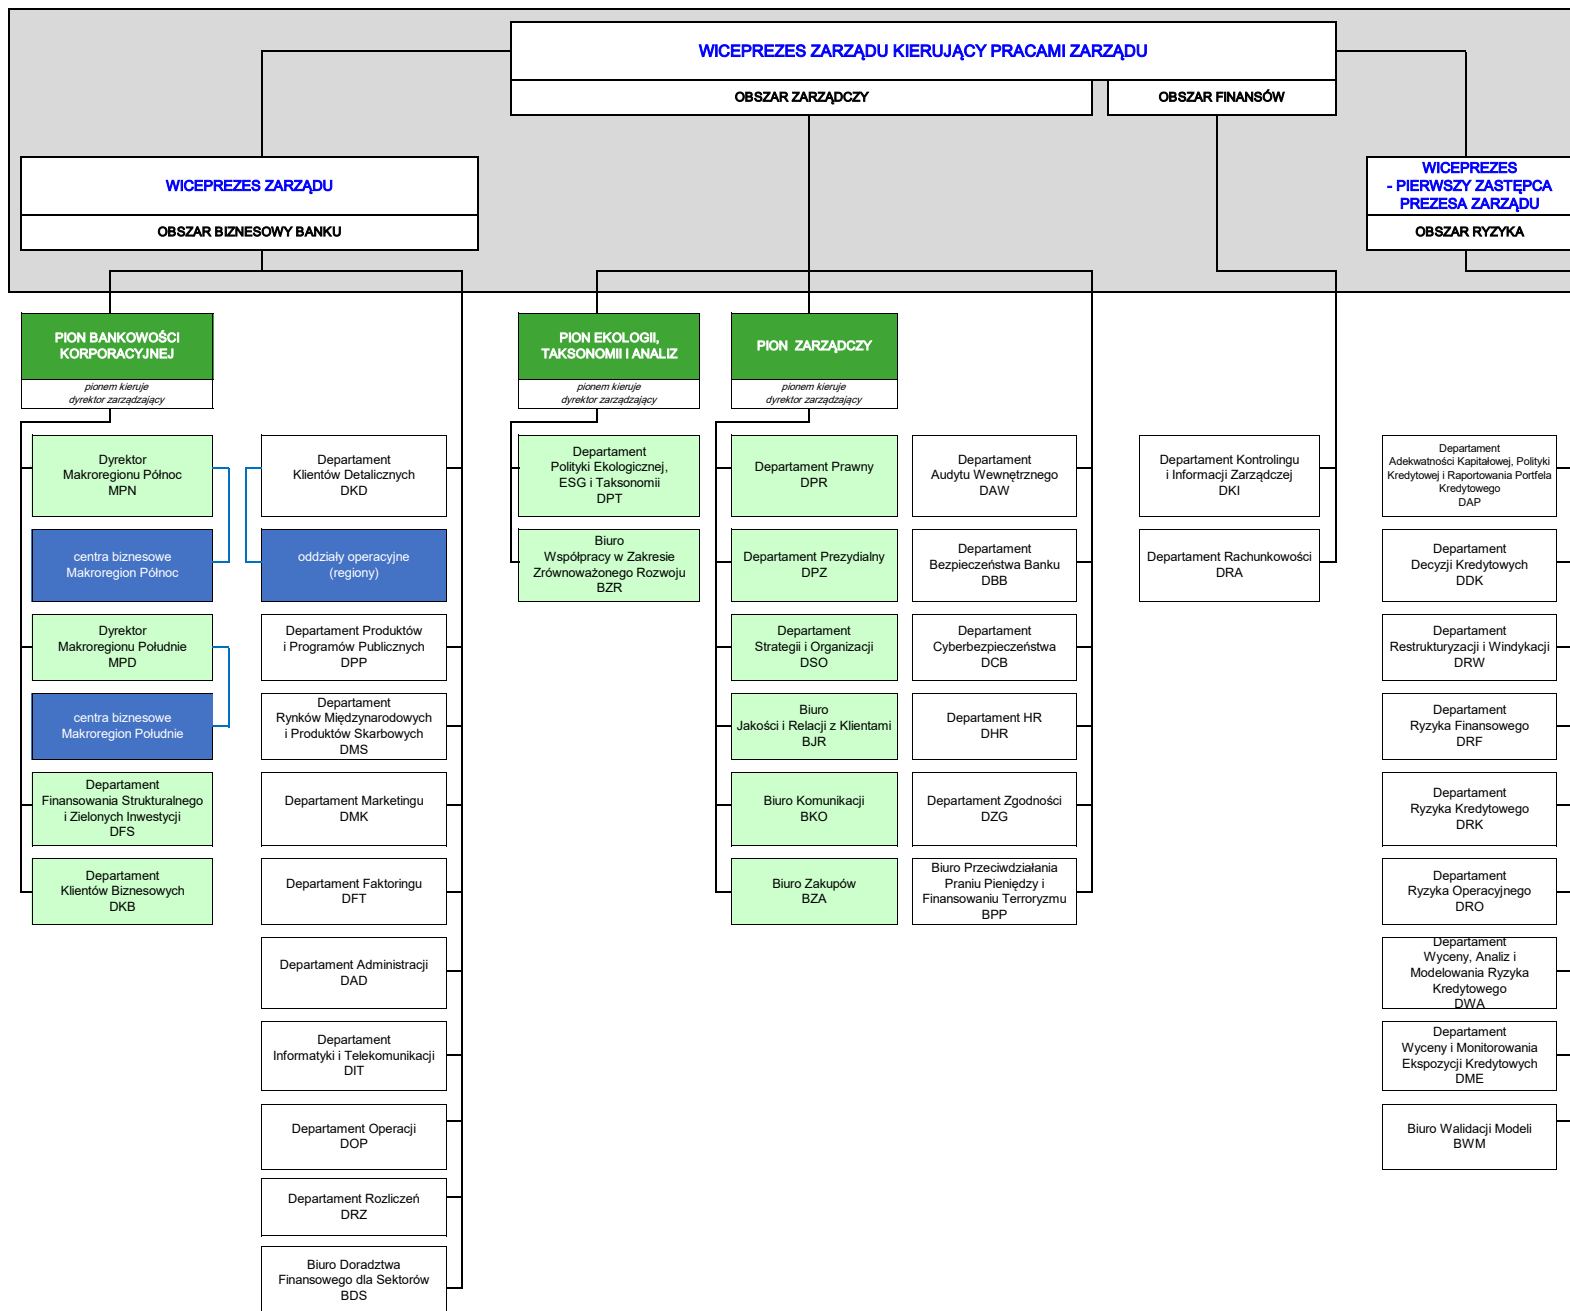 WICEPREZES ZARZĄDU KIERUJĄCY PRACAMI ZARZĄDU
OBSZAR ZARZĄDCZY
OBSZAR FINANSÓW
WICEPREZES ZARZĄDU
OBSZAR BIZNESOWY BANKU
WICEPREZES
- PIERWSZY ZASTĘPCA
PREZESA ZARZĄDU
OBSZAR RYZYKA
PION BANKOWOŚCI
KORPORACYJNEJ
pionem kieruje
dyrektor zarządzający
PION EKOLOGII,
TAKSONOMII I ANALIZ
pionem kieruje
dyrektor zarządzający
PION ZARZĄDCZY
pionem kieruje
dyrektor zarządzający
Dyrektor
Makroregionu Północ
MPN
centra biznesowe
Makroregion Północ
Dyrektor
Makroregionu Południe
MPD
centra biznesowe
Makroregion Południe
Departament
Finansowania Strukturalnego
i Zielonych Inwestycji
DFS
Departament
Klientów Biznesowych
DKB
Departament
Klientów Detalicznych
DKD
oddziały operacyjne
(regiony)
Departament Produktów
i Programów Publicznych
DPP
Departament
Rynków Międzynarodowych
i Produktów Skarbowych
DMS
Departament Marketingu
DMK
Departament Faktoringu
DFT
Departament Administracji
DAD
Departament
Informatyki i Telekomunikacji
DIT
Departament Operacji
DOP
Departament Rozliczeń
DRZ
Biuro Doradztwa
Finansowego dla Sektorów
BDS
Departament
Polityki Ekologicznej,
ESG i Taksonomii
DPT
Biuro
Współpracy w Zakresie
Zrównoważonego Rozwoju
BZR
Departament Prawny
DPR
Departament Prezydialny
DPZ
Departament
Strategii i Organizacji
DSO
Biuro
Jakości i Relacji z Klientami
BJR
Biuro Komunikacji
BKO
Biuro Zakupów
BZA
Departament
Audytu Wewnętrznego
DAW
Departament
Bezpieczeństwa Banku
DBB
Departament
Cyberbezpieczeństwa
DCB
Departament HR
DHR
Departament Zgodności
DZG
Biuro Przeciwdziałania
Praniu Pieniędzy i
Finansowaniu Terroryzmu
BPP
Departament Kontrolingu
i Informacji Zarządczej
DKI
Departament Rachunkowości
DRA
Departament
Adekwatności Kapitałowej, Polityki
Kredytowej i Raportowania Portfela
Kredytowego
DAP
Departament
Decyzji Kredytowych
DDK
Departament
Restrukturyzacji i Windykacji
DRW
Departament
Ryzyka Finansowego
DRF
Departament
Ryzyka Kredytowego
DRK
Departament
Ryzyka Operacyjnego
DRO
Departament
Wyceny, Analiz i
Modelowania Ryzyka
Kredytowego
DWA
Departament
Wyceny i Monitorowania
Ekspozycji Kredytowych
DME
Biuro Walidacji Modeli
BWM